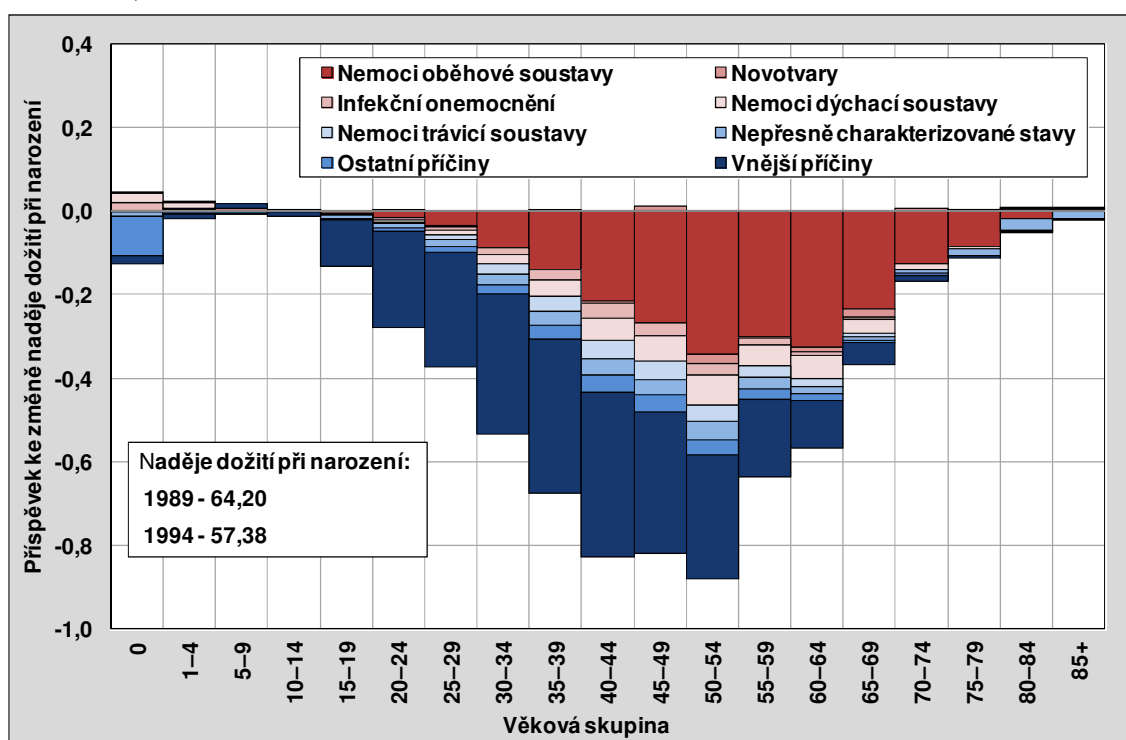 0,4
0,2
0,0
-0,2
-0,4
-0,6
-0,8
-1,0
Příspěvek ke změně naděje dožití při narození
Nemoci oběhové soustavy Novotvary
Infekční onemocnění Nemoci dýchací soustavy
Nemoci trávicí soustavy Nepřesně charakterizované stavy
Ostatní příčiny Vnější příčiny
Naděje dožití při narození:
1989 - 64,20
1994 - 57,38
0 1–4 5–9 10–14 15–19 20–24 25–29 30–34 35–39 40–44 45–49 50–54 55–59 60–64 65–69 70–74 75–79 80–84 85+
Věková skupina